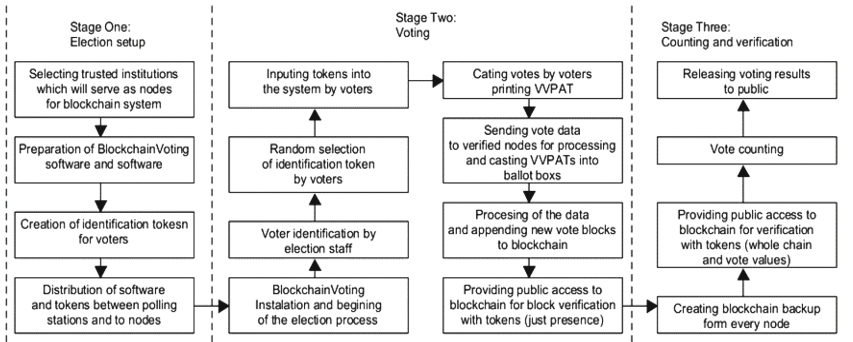 Stage One:
Election setup
Selecting trusted institutions
which will serve as nodes
for blockchain system
Preparation of BlockchainVoting
software and software
Creation of identification tokesn
for voters
Distribution of software
and tokens between polling
stations and to nodes
Stage Two:
Voting
BlockchainVoting
Instalation and begining
of the election process
Voter identification by
election staff
Random selection
of identification token
by voters
Inputing tokens into
the system by voters
Cating votes by voters
printing VVPAT
Sending vote data
to verified nodes for processing
and casting VVPATs into
ballot boxs
Procesing of the data
and appending new vote blocks
to blockchain
Providing public access to
blockchain for block verification
with tokens (just presence)
Stage Three:
Counting and verification
Creating blockchain backup
form every node
Providing public access to
blockchain for verification
with tokens (whole chain
and vote values)
Vote counting
Releasing voting results
to public